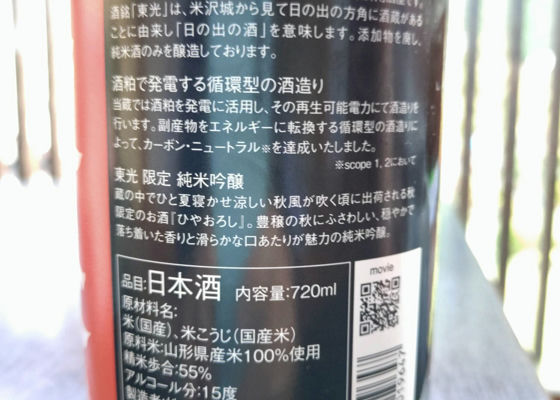 酒銘「東光」は、米沢城から見て日の出の方角に酒蔵がある
ことに由来し「日の出の酒」を意味します。添加物を廃し、
純米酒のみを醸造しております。
酒粕で発電する循環型の酒造り
当蔵では酒粕を発電に活用し、その再生可能電力にて酒造りを
行います。副産物をエネルギーに転換する循環型の酒造りに
よって、カーボン・ニュートラル※を達成いたしました。
※scope 1, 2において
東光 限定 純米吟醸
蔵の中でひと夏寝かせ涼しい秋風が吹く頃に出荷される秋
限定のお酒『ひやおろし』。豊穣の秋にふさわしい、穏やかで
落ち着いた香りと滑らかな口あたりが魅力の純米吟醸。
品目:日本酒 内容量:720ml
原材料名:
米(国産)、米こうじ(国産米)
原料米:山形県産米100%使用
精米歩合:55%
アルコール分:15度
movie